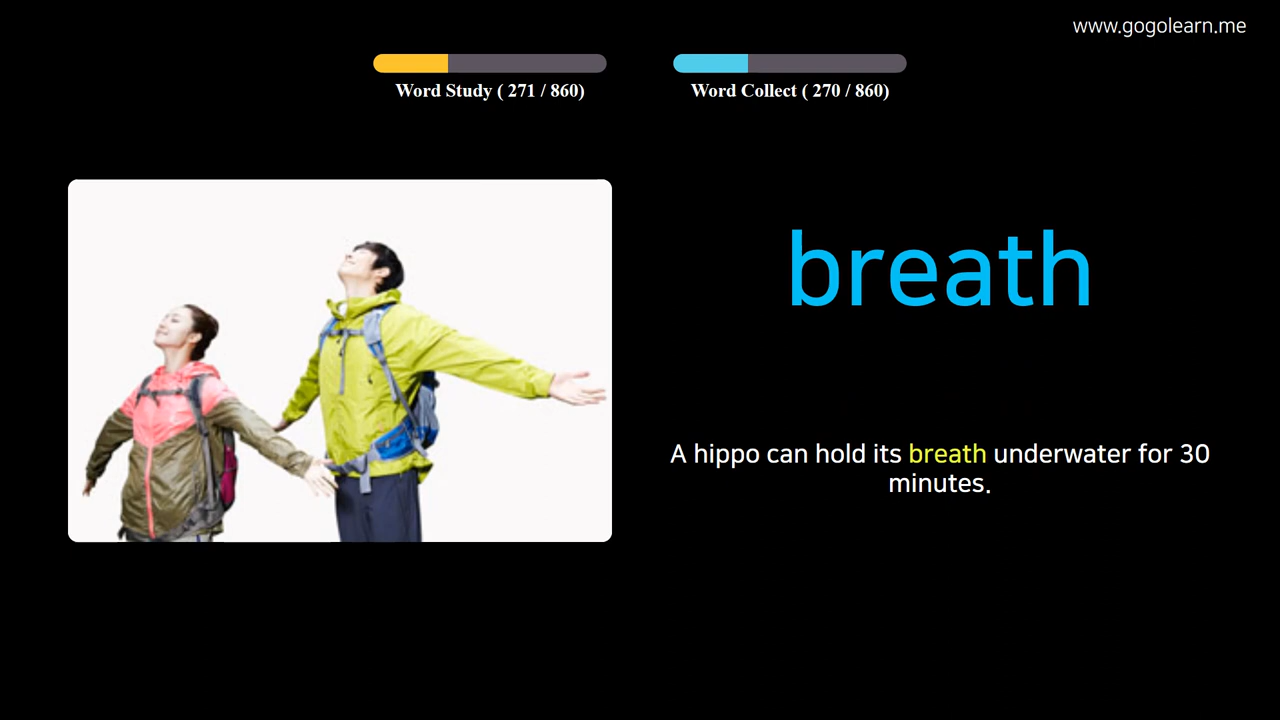 www.gogolearn.me
Word Study ( 271 / 860)
Word Collect ( 270 / 860)
breath
A hippo can hold its breath underwater for 30
minutes.